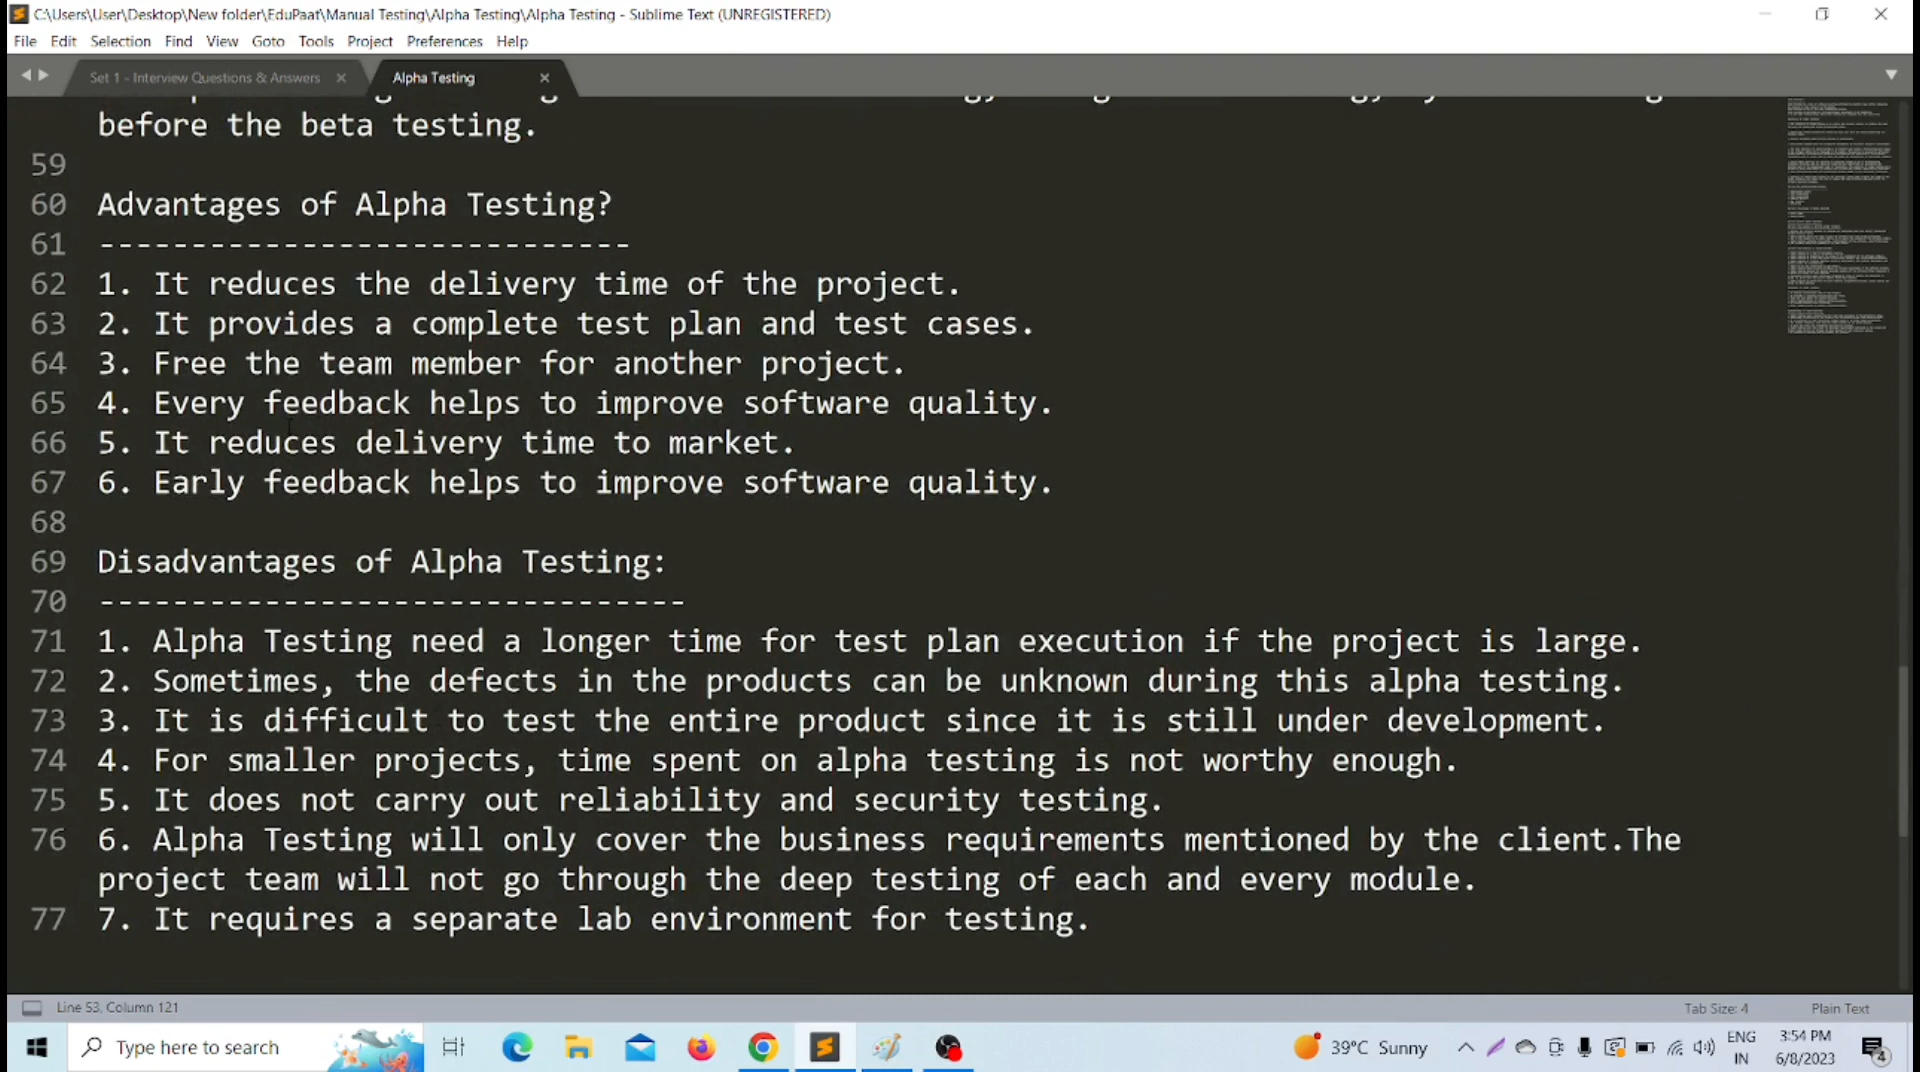 C:\Users\User\Desktop\New folder\EduPaat\Manual Testing\Alpha Testing\Alpha Testing - Sublime Text (UNREGISTERED)
File Edit Selection Find View Goto Tools Project Preferences Help
Set 1 - Interview Questions & Answers
Alpha Testing
before the beta testing.
59
60 Advantages of Alpha Testing?
61 -----------------------------
62 1. It reduces the delivery time of the project.
63 2. It provides a complete test plan and test cases.
64 3. Free the team member for another project.
65 4. Every feedback helps to improve software quality.
66 5. It reduces delivery time to market.
67 6. Early feedback helps to improve software quality.
68
69 Disadvantages of Alpha Testing:
70 --------------------------------
71 1. Alpha Testing need a longer time for test plan execution if the project is large.
72 2. Sometimes, the defects in the products can be unknown during this alpha testing.
73 3. It is difficult to test the entire product since it is still under development.
74 4. For smaller projects, time spent on alpha testing is not worthy enough.
75 5. It does not carry out reliability and security testing.
76 6. Alpha Testing will only cover the business requirements mentioned by the client.The
project team will not go through the deep testing of each and every module.
77 7. It requires a separate lab environment for testing.
Line 53, Column 121
Tab Size: 4
Plain Text
Type here to search
39°C Sunny
ENG
IN
3:54 PM
6/8/2023
4